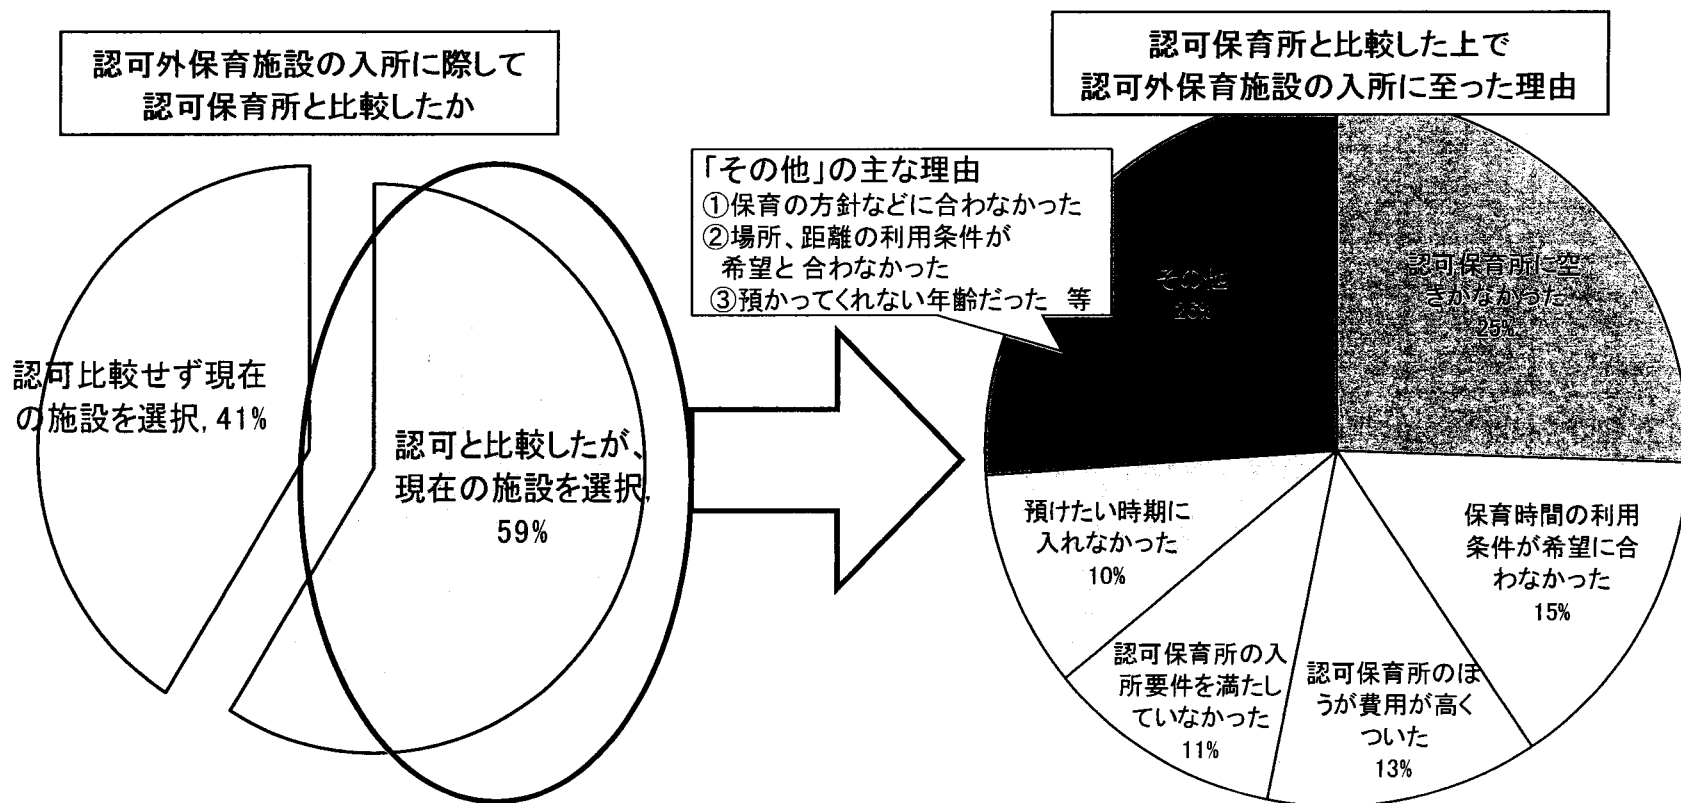 認可外保育施設の入所に際して
認可保育所と比較したか
認可比較せず現在
の施設を選択, 41%
認可と比較したが、
現在の施設を選択,
59%
認可保育所と比較した上で
認可外保育施設の入所に至った理由
「その他」の主な理由
①保育の方針などに合わなかった
②場所、距離の利用条件が
希望と 合わなかった
③預かってくれない年齢だった 等
その他
26%
認可保育所に空
きがなかった
25%
保育時間の利用
条件が希望に合
わなかった
15%
認可保育所のほ
うが費用が高く
ついた
13%
認可保育所の入
所要件を満たし
ていなかった
11%
預けたい時期に
入れなかった
10%